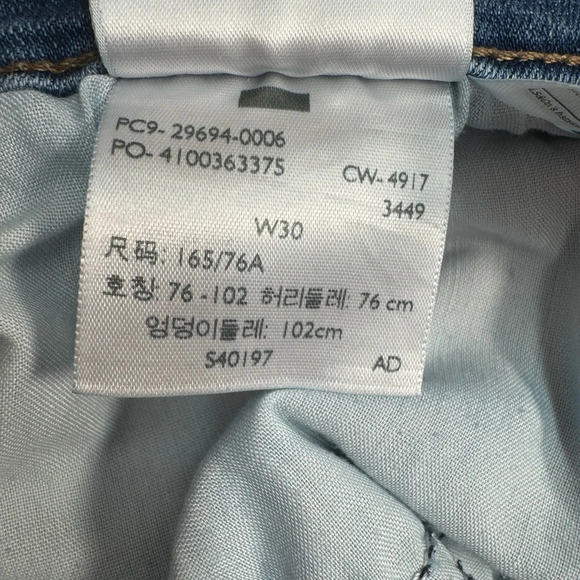 PC9- 29694-0006
PO- 4100363375
CW- 4917
3449
W30
尺码: 165/76A
호칭: 76 -102 허리둘레: 76 cm
엉덩이둘레: 102cm
S40197 AD